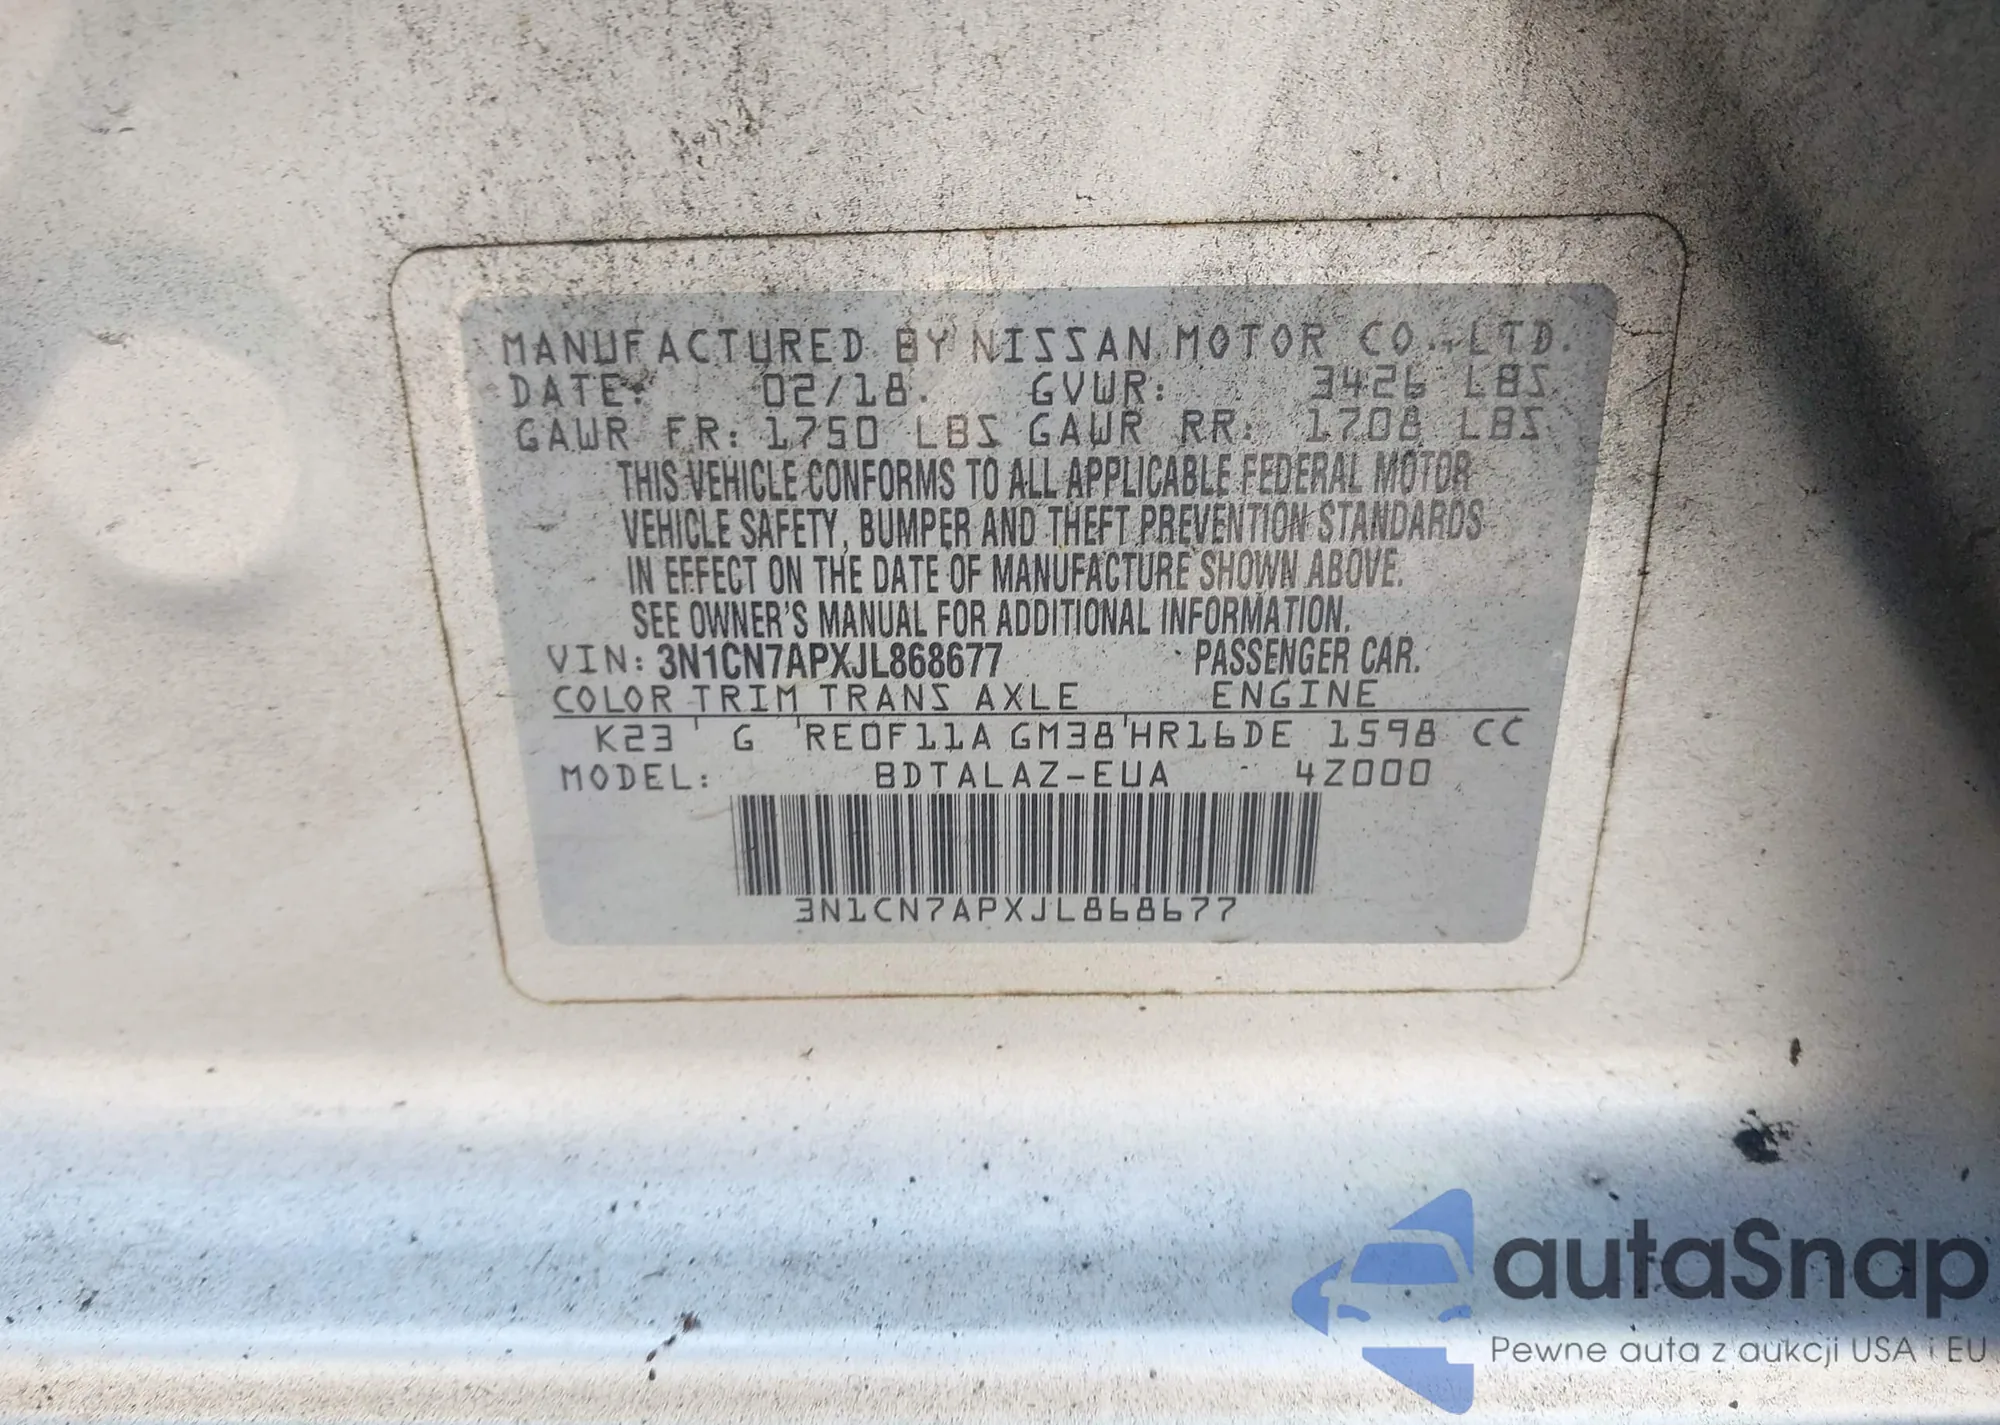 MANUFACTURED BY NISSAN MOTOR CO., LTD.
DATE: 02/18 GVWR: 3426 LBS
GAWR FR: 1750 LBS GAWR RR: 1708 LBS
THIS VEHICLE CONFORMS TO ALL APPLICABLE FEDERAL MOTOR
VEHICLE SAFETY, BUMPER AND THEFT PREVENTION STANDARDS
IN EFFECT ON THE DATE OF MANUFACTURE SHOWN ABOVE.
SEE OWNER'S MANUAL FOR ADDITIONAL INFORMATION.
VIN: 3N1CN7APXJL868677 PASSENGER CAR.
COLOR TRIM TRANS AXLE ENGINE
K23 G RE0F11A GM38 HR16DE 1598 CC
MODEL: BDTALAZ-EUA - 4Z000
3N1CN7APXJL868677
autaSnap
Pewne auta z aukcji USA i EU